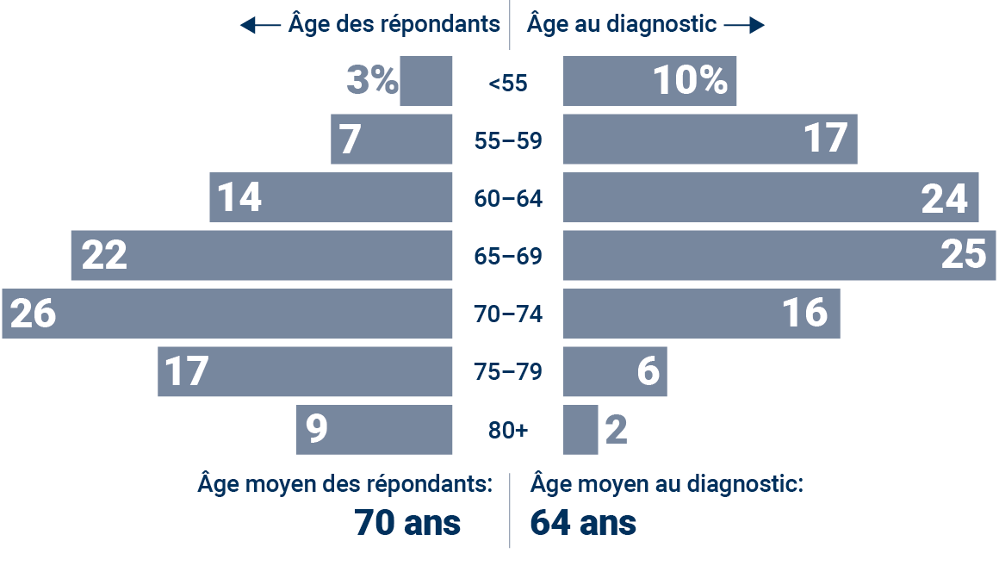 Âge des répondants Âge au diagnostic
3% <55 10%
7 55–59 17
14 60–64 24
22 65–69 25
26 70–74 16
17 75–79 6
9 80+ 2
Âge moyen des répondants: Âge moyen au diagnostic:
70 ans 64 ans